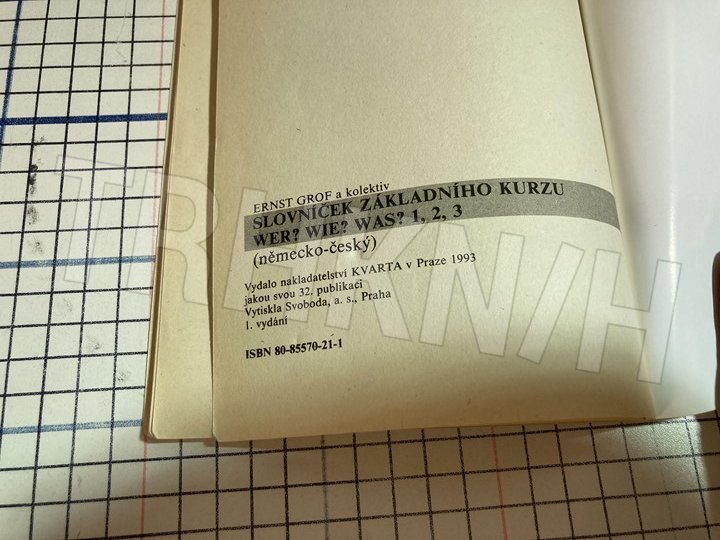 ERNST GROF a kolektiv
SLOVNÍČEK ZÁKLADNÍHO KURZU
WER? WIE? WAS? 1, 2, 3
(německo-český)
Vydalo nakladatelství KVARTA v Praze 1993
jakou svou 32. publikaci
Vytiskla Svoboda, a. s., Praha
1. vydání
ISBN 80-85570-21-1